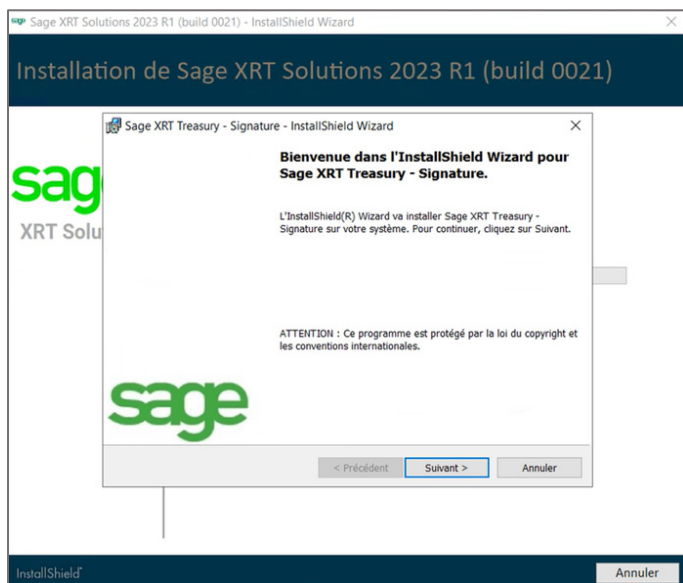 Sage XRT Solutions 2023 R1 (build 0021) - InstallShield Wizard
Installation de Sage XRT Solutions 2023 R1 (build 0021)
Sage XRT Treasury - Signature - InstallShield Wizard
Bienvenue dans l'InstallShield Wizard pour
Sage XRT Treasury - Signature.
sag
XRT Solu
L'InstallShield(R) Wizard va installer Sage XRT Treasury -
Signature sur votre système. Pour continuer, cliquez sur Suivant.
ATTENTION : Ce programme est protégé par la loi du copyright et
les conventions internationales.
sage
< Précédent
Suivant >
Annuler
InstallShield
Annuler